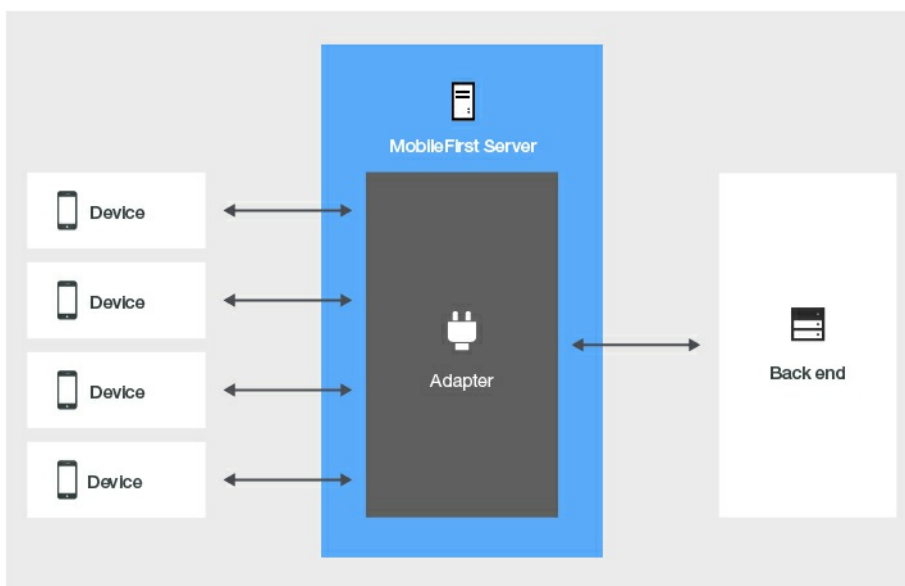 MobileFirst Server
Device
Device
Device
Device
Adapter
Back end